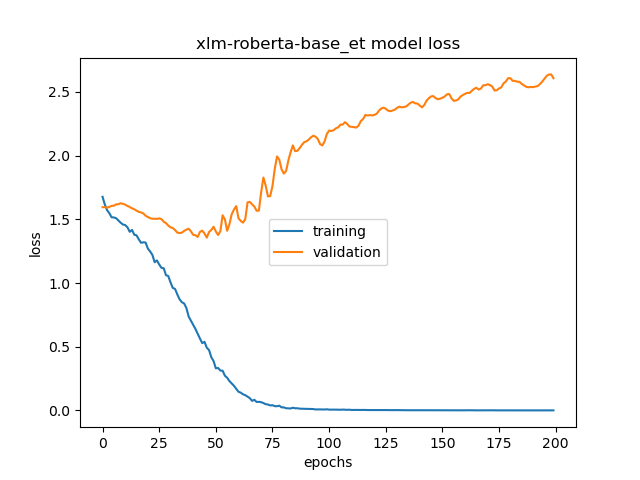 xlm-roberta-base_et model loss
loss
2.5
2.0
1.5
1.0
0.5
0.0
training
validation
0 25 50 75 100 125 150 175 200
epochs